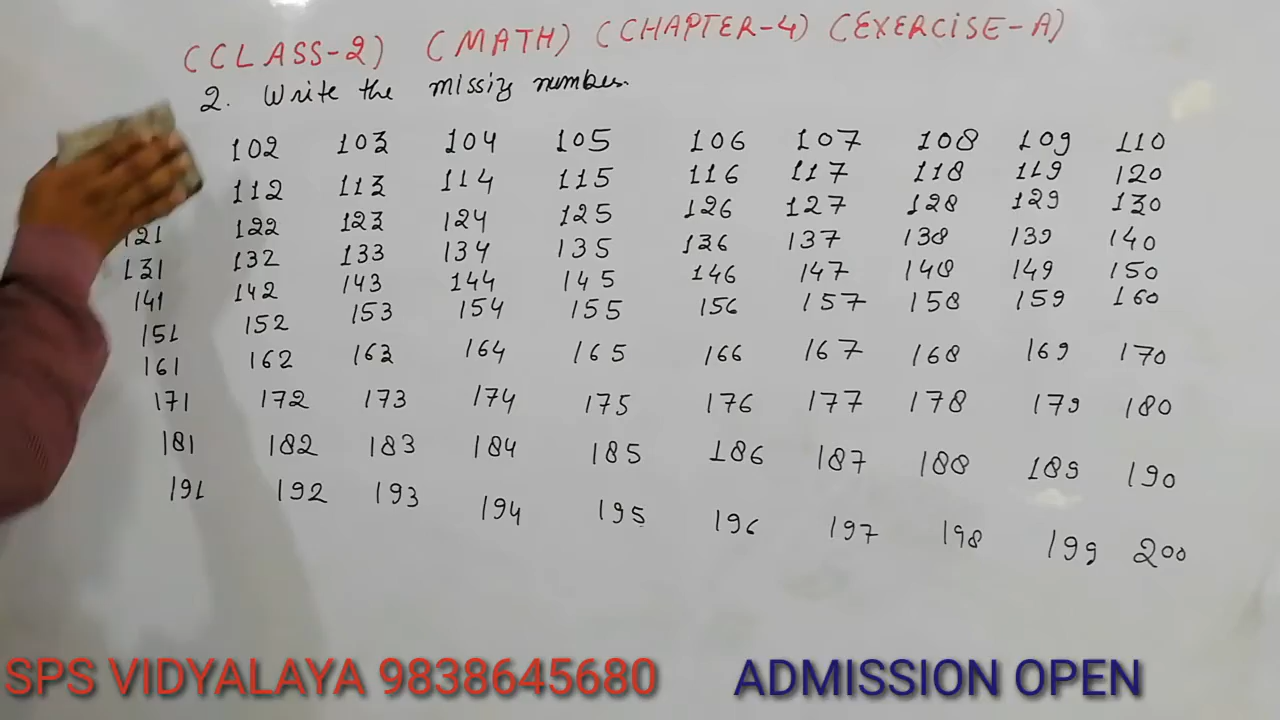 (CLASS-2) (MATH) (CHAPTER-4) (EXERCISE-A)
2. Write the missig number.
102 103 104 105 106 107 108 109 110
112 113 114 115 116 117 118 119 120
121 122 123 124 125 126 127 128 129 130
131 132 133 134 135 136 137 138 139 140
141 142 143 144 145 146 147 148 149 150
151 152 153 154 155 156 157 158 159 160
161 162 163 164 165 166 167 168 169 170
171 172 173 174 175 176 177 178 179 180
181 182 183 184 185 186 187 188 189 190
191 192 193 194 195 196 197 198 199 200
SPS VIDYALAYA 9838645680 ADMISSION OPEN